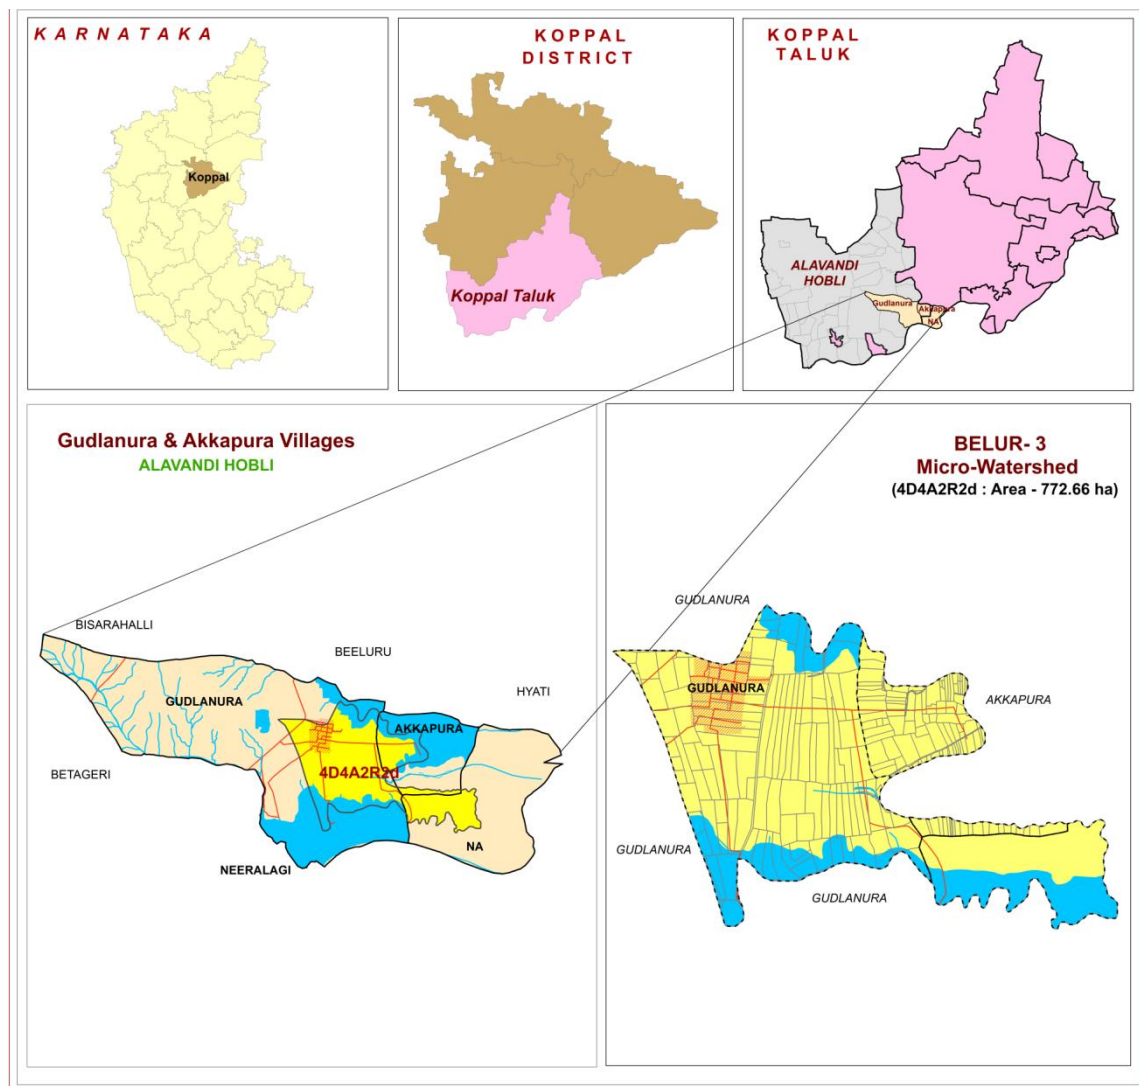 KARNATAKA
Koppal
KOPPAL
DISTRICT
Koppal Taluk
KOPPAL
TALUK
ALAVANDI
HOBLI
Gudlanura
Akkapura
NA
Gudlanura & Akkapura Villages
ALAVANDI HOBLI
BISARAHALLI
BEELURU
HYATI
GUDLANURA
AKKAPURA
4D4A2R2d
BETAGERI
NA
NEERALAGI
BELUR- 3
Micro-Watershed
(4D4A2R2d : Area - 772.66 ha)
GUDLANURA
GUDLANURA
AKKAPURA
GUDLANURA
GUDLANURA